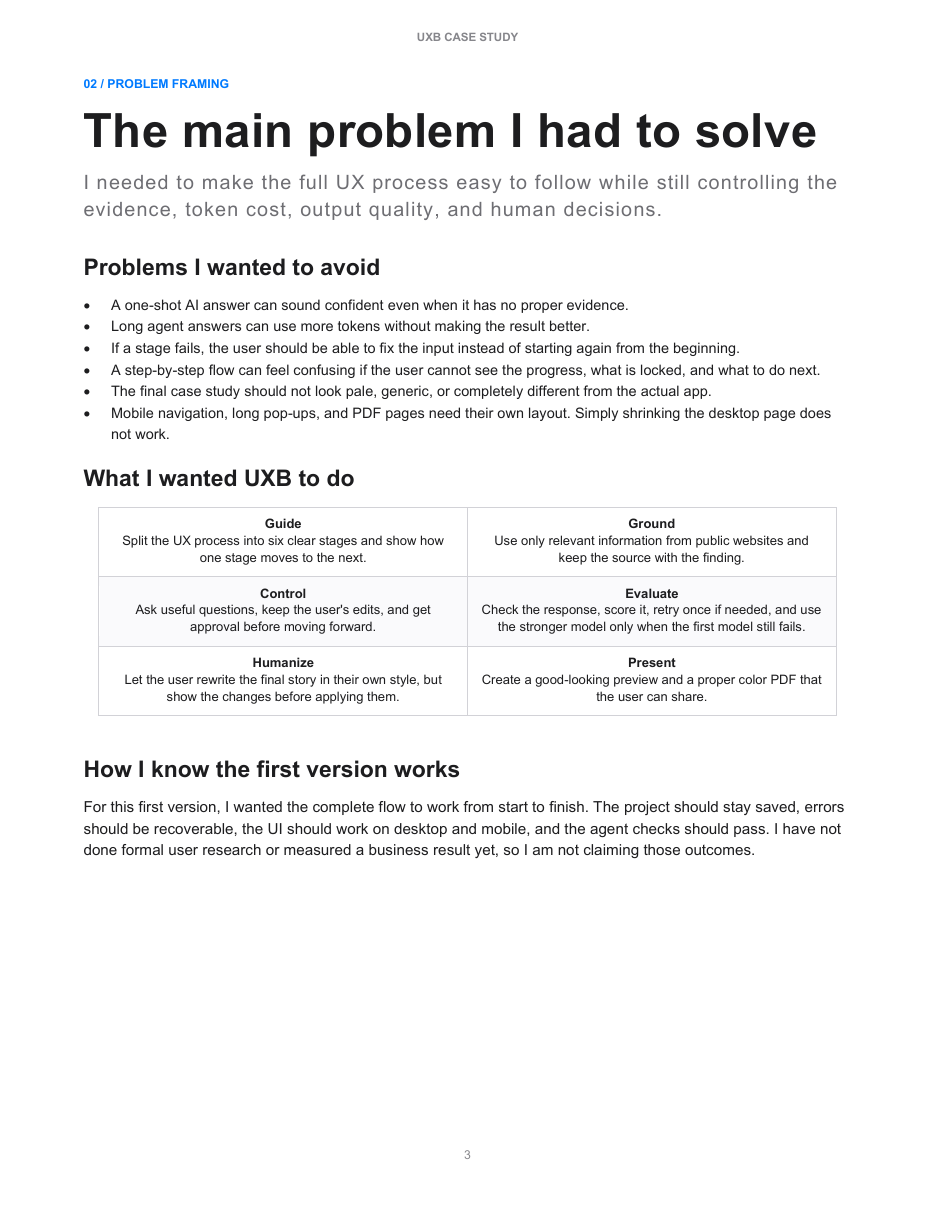 UXB CASE STUDY
02 / PROBLEM FRAMING
The main problem I had to solve
I needed to make the full UX process easy to follow while still controlling the
evidence, token cost, output quality, and human decisions.
Problems I wanted to avoid
• A one-shot AI answer can sound confident even when it has no proper evidence.
• Long agent answers can use more tokens without making the result better.
• If a stage fails, the user should be able to fix the input instead of starting again from the beginning.
• A step-by-step flow can feel confusing if the user cannot see the progress, what is locked, and what to do next.
• The final case study should not look pale, generic, or completely different from the actual app.
• Mobile navigation, long pop-ups, and PDF pages need their own layout. Simply shrinking the desktop page does
not work.
What I wanted UXB to do
Guide
Split the UX process into six clear stages and show how
one stage moves to the next.
Ground
Use only relevant information from public websites and
keep the source with the finding.
Control
Ask useful questions, keep the user's edits, and get
approval before moving forward.
Evaluate
Check the response, score it, retry once if needed, and use
the stronger model only when the first model still fails.
Humanize
Let the user rewrite the final story in their own style, but
show the changes before applying them.
Present
Create a good-looking preview and a proper color PDF that
the user can share.
How I know the first version works
For this first version, I wanted the complete flow to work from start to finish. The project should stay saved, errors
should be recoverable, the UI should work on desktop and mobile, and the agent checks should pass. I have not
done formal user research or measured a business result yet, so I am not claiming those outcomes.
3